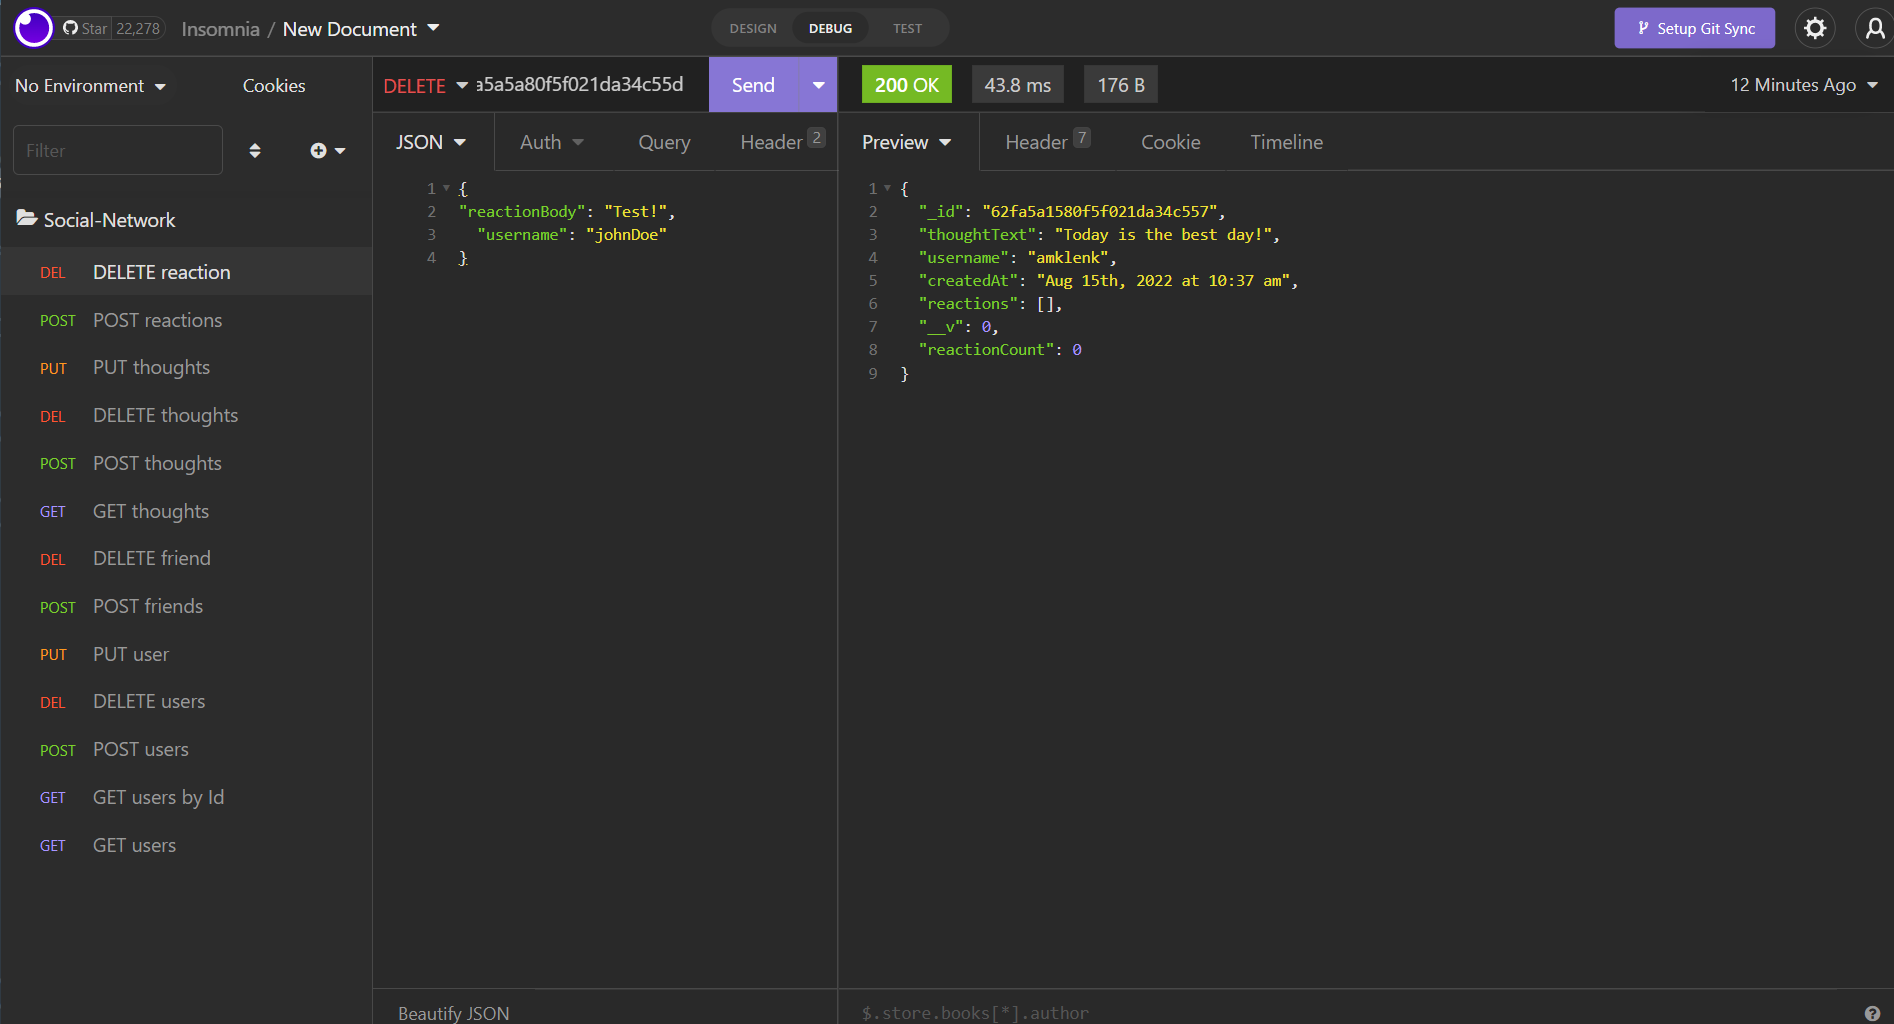 Star 22,278 Insomnia / New Document DESIGN DEBUG TEST Setup Git Sync
No Environment Cookies DELETE a5a5a80f5f021da34c55d Send 200 OK 43.8 ms 176 B 12 Minutes Ago
Filter
JSON Auth Query Header 2 Preview Header 7 Cookie Timeline
Social-Network
DEL DELETE reaction
POST POST reactions
PUT PUT thoughts
DEL DELETE thoughts
POST POST thoughts
GET GET thoughts
DEL DELETE friend
POST POST friends
PUT PUT user
DEL DELETE users
POST POST users
GET GET users by Id
GET GET users
1 {
2 "reactionBody": "Test!",
3 "username": "johnDoe"
4 }
Beautify JSON
1 {
2 "_id": "62fa5a1580f5f021da34c557",
3 "thoughtText": "Today is the best day!",
4 "username": "amklenk",
5 "createdAt": "Aug 15th, 2022 at 10:37 am",
6 "reactions": [],
7 "__v": 0,
8 "reactionCount": 0
9 }
$.store.books[*].author